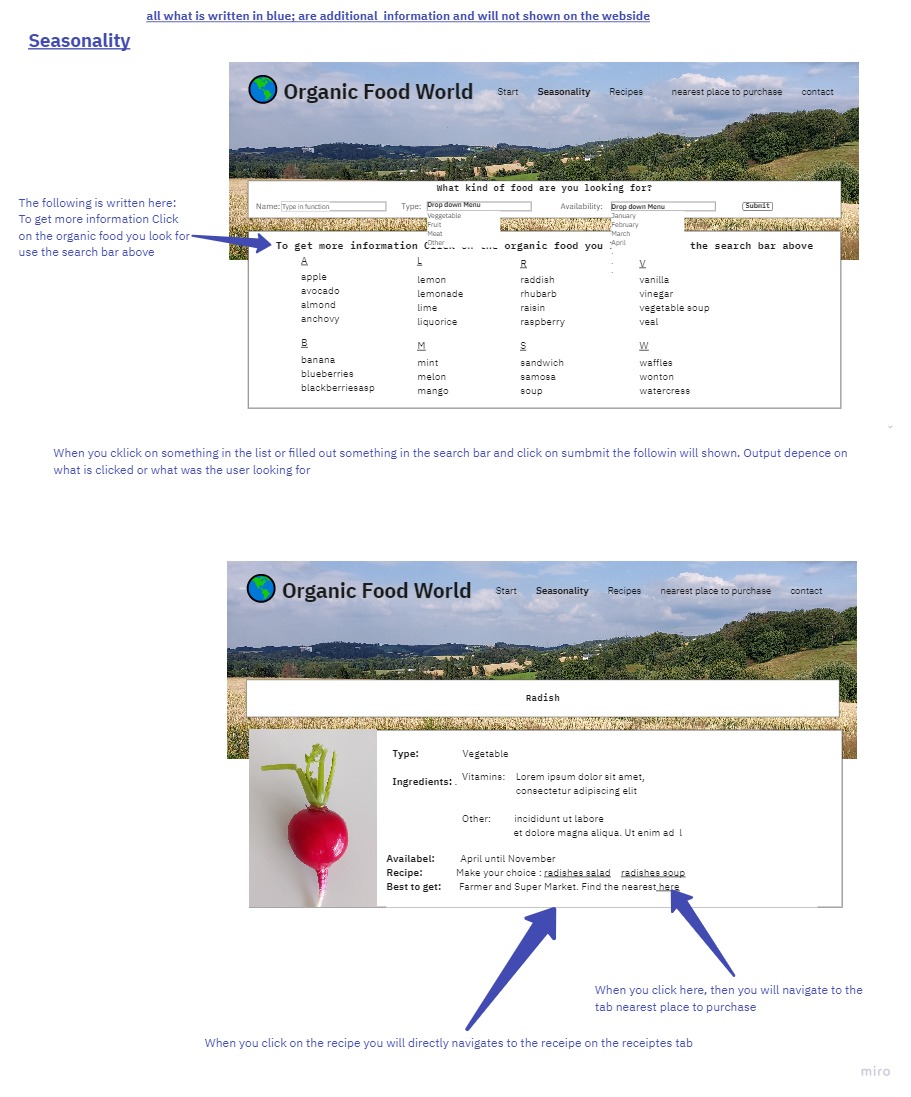 all what is written in blue; are additional information and will not shown on the webside
Seasonality
Organic Food World
Start Seasonality Recipes nearest place to purchase contact
What kind of food are you looking for?
Name: Type in function Type: Drop down Menu Availability: Drop down Menu Submit
Veggetable
Fruit
Meat
Other
January
February
March
April
.
.
.
The following is written here:
To get more information Click
on the organic food you look for
use the search bar above
To get more information Click on the organic food you the search bar above
A
apple
avocado
almond
anchovy
B
banana
blueberries
blackberriesasp
L
lemon
lemonade
lime
liquorice
M
mint
melon
mango
R
raddish
rhubarb
raisin
raspberry
S
sandwich
samosa
soup
V
vanilla
vinegar
vegetable soup
veal
W
waffles
wonton
watercress
When you cklick on something in the list or filled out something in the search bar and click on sumbmit the followin will shown. Output depence on
what is clicked or what was the user looking for
Organic Food World
Start Seasonality Recipes nearest place to purchase contact
Radish
Type: Vegetable
Ingredients: . Vitamins: Lorem ipsum dolor sit amet,
consectetur adipiscing elit
Other: incididunt ut labore
et dolore magna aliqua. Ut enim ad l
Availabel: April until November
Recipe: Make your choice : radishes salad radishes soup
Best to get: Farmer and Super Market. Find the nearest here
When you click here, then you will navigate to the
tab nearest place to purchase
When you click on the recipe you will directly navigates to the receipe on the receiptes tab
miro